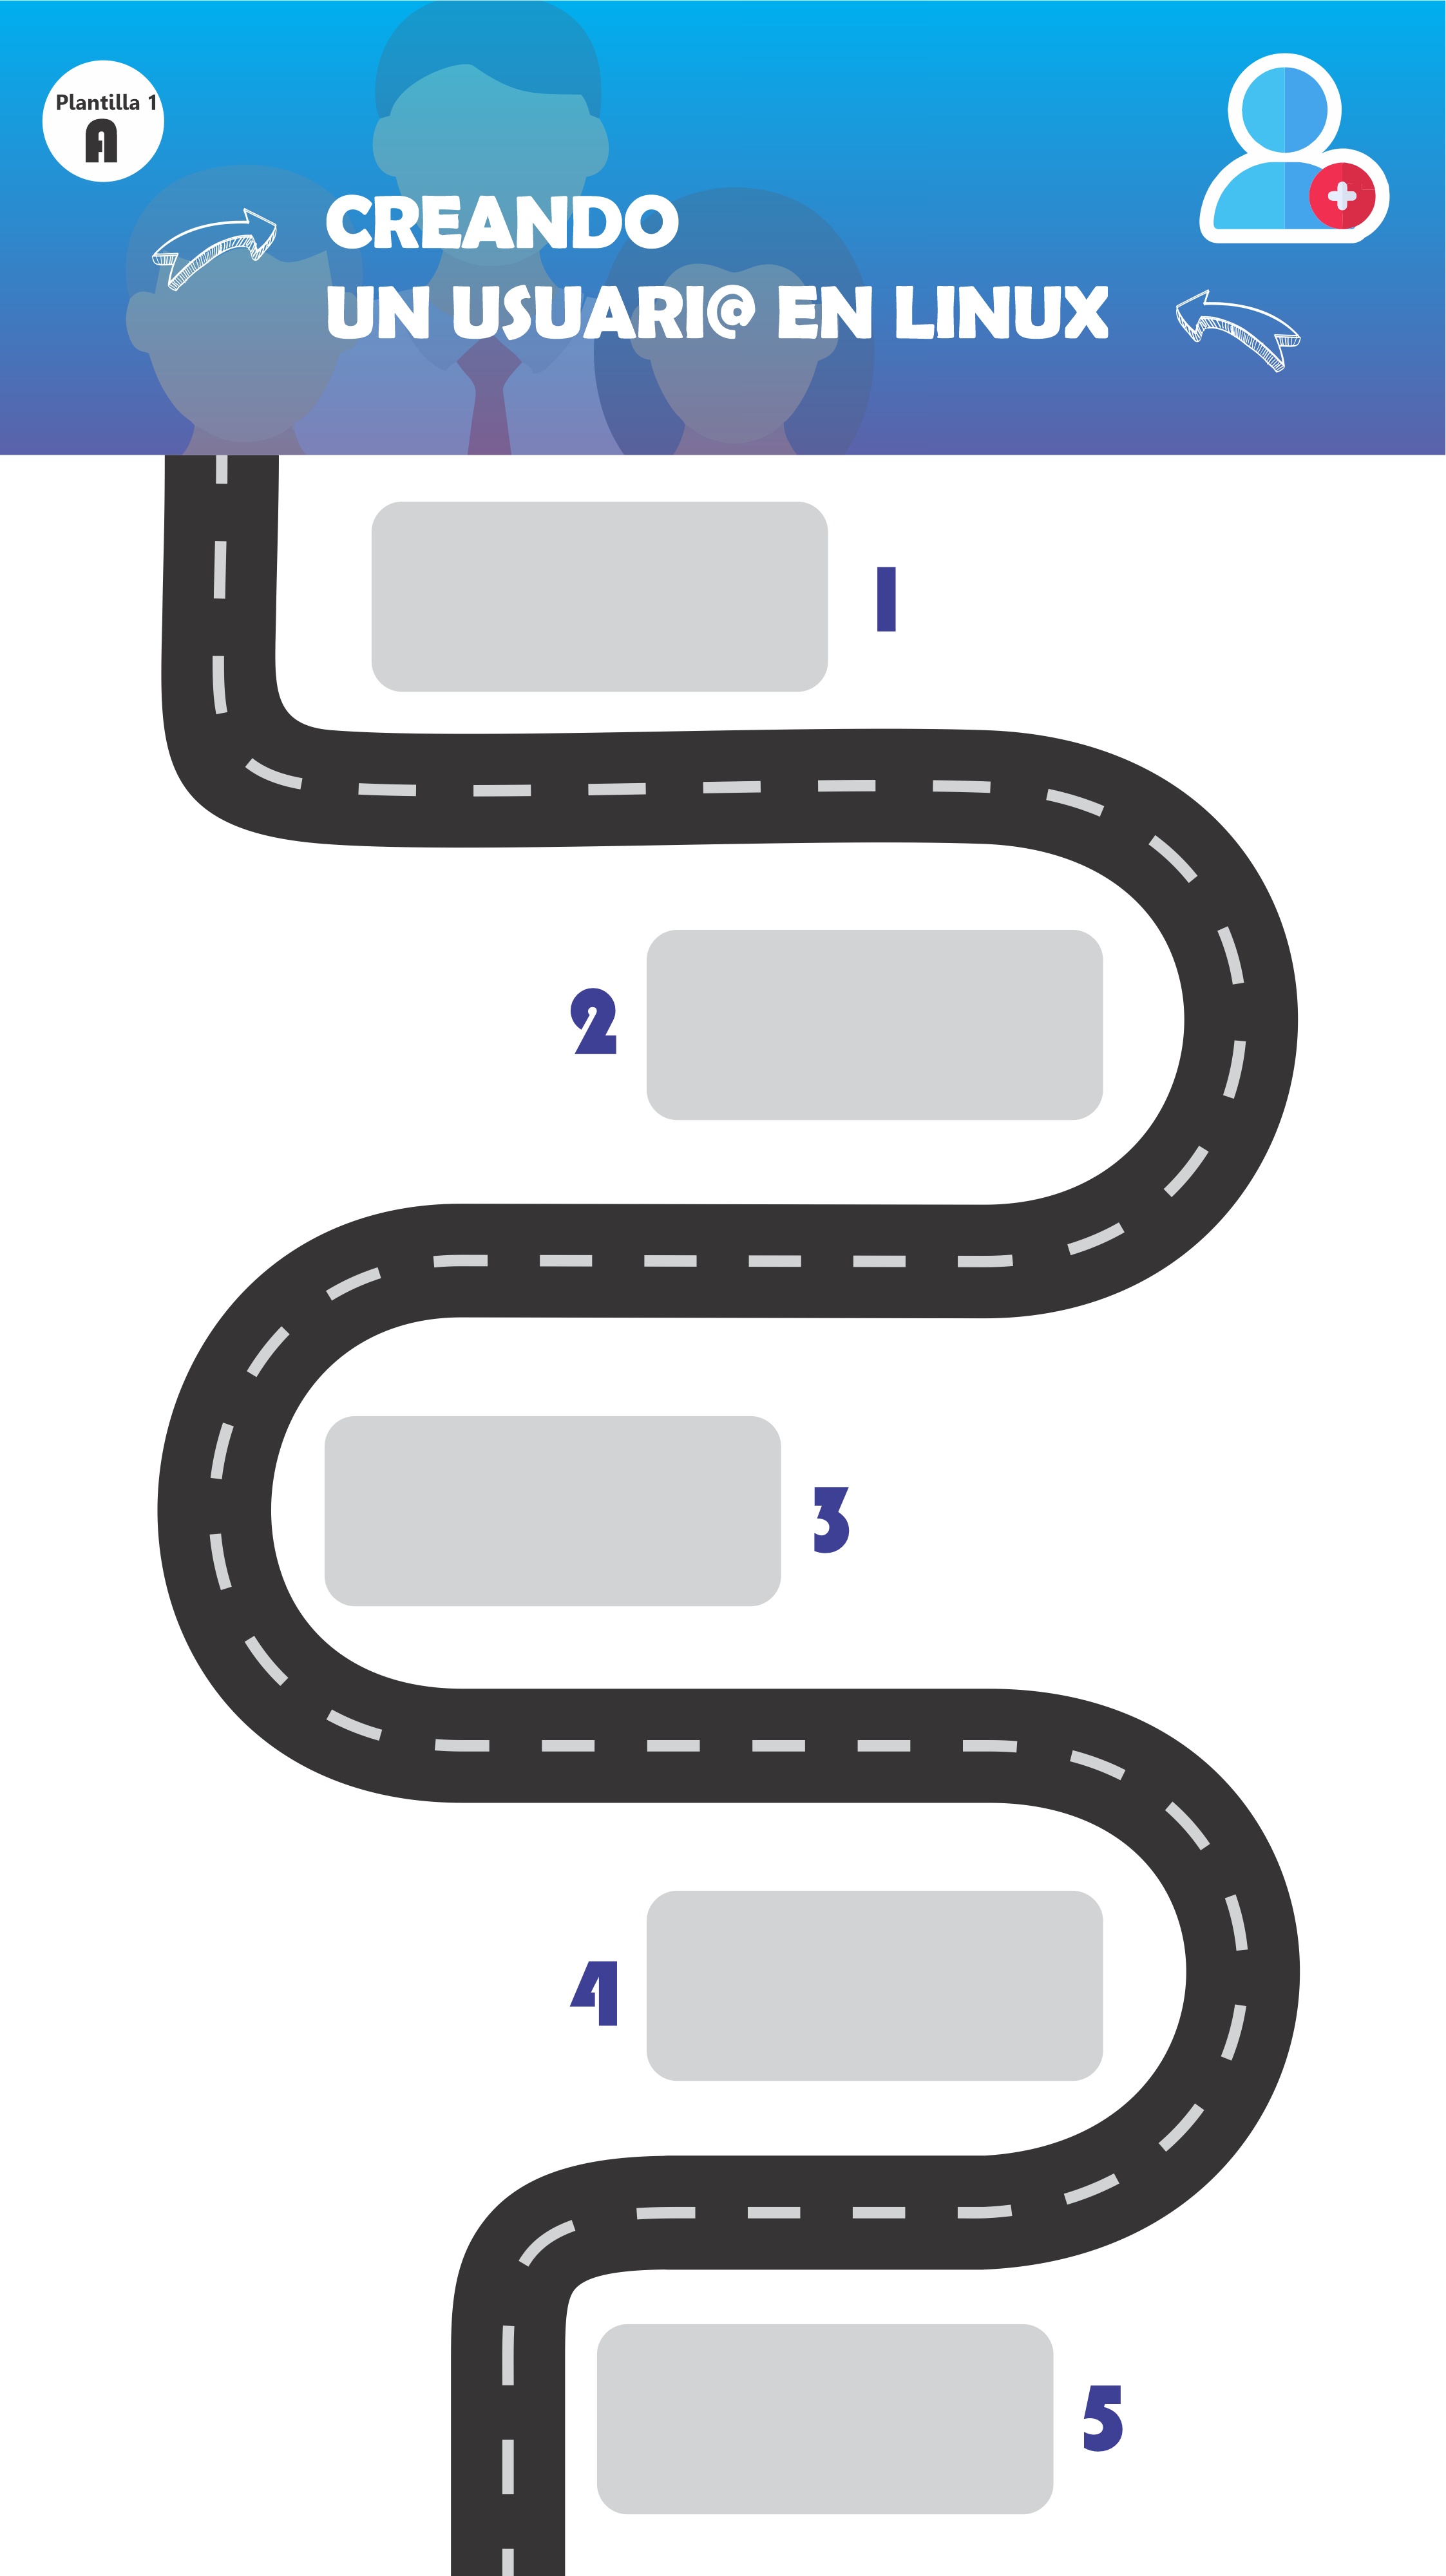 Plantilla 1
A
CREANDO
UN USUARI@ EN LINUX
1
2
3
4
5